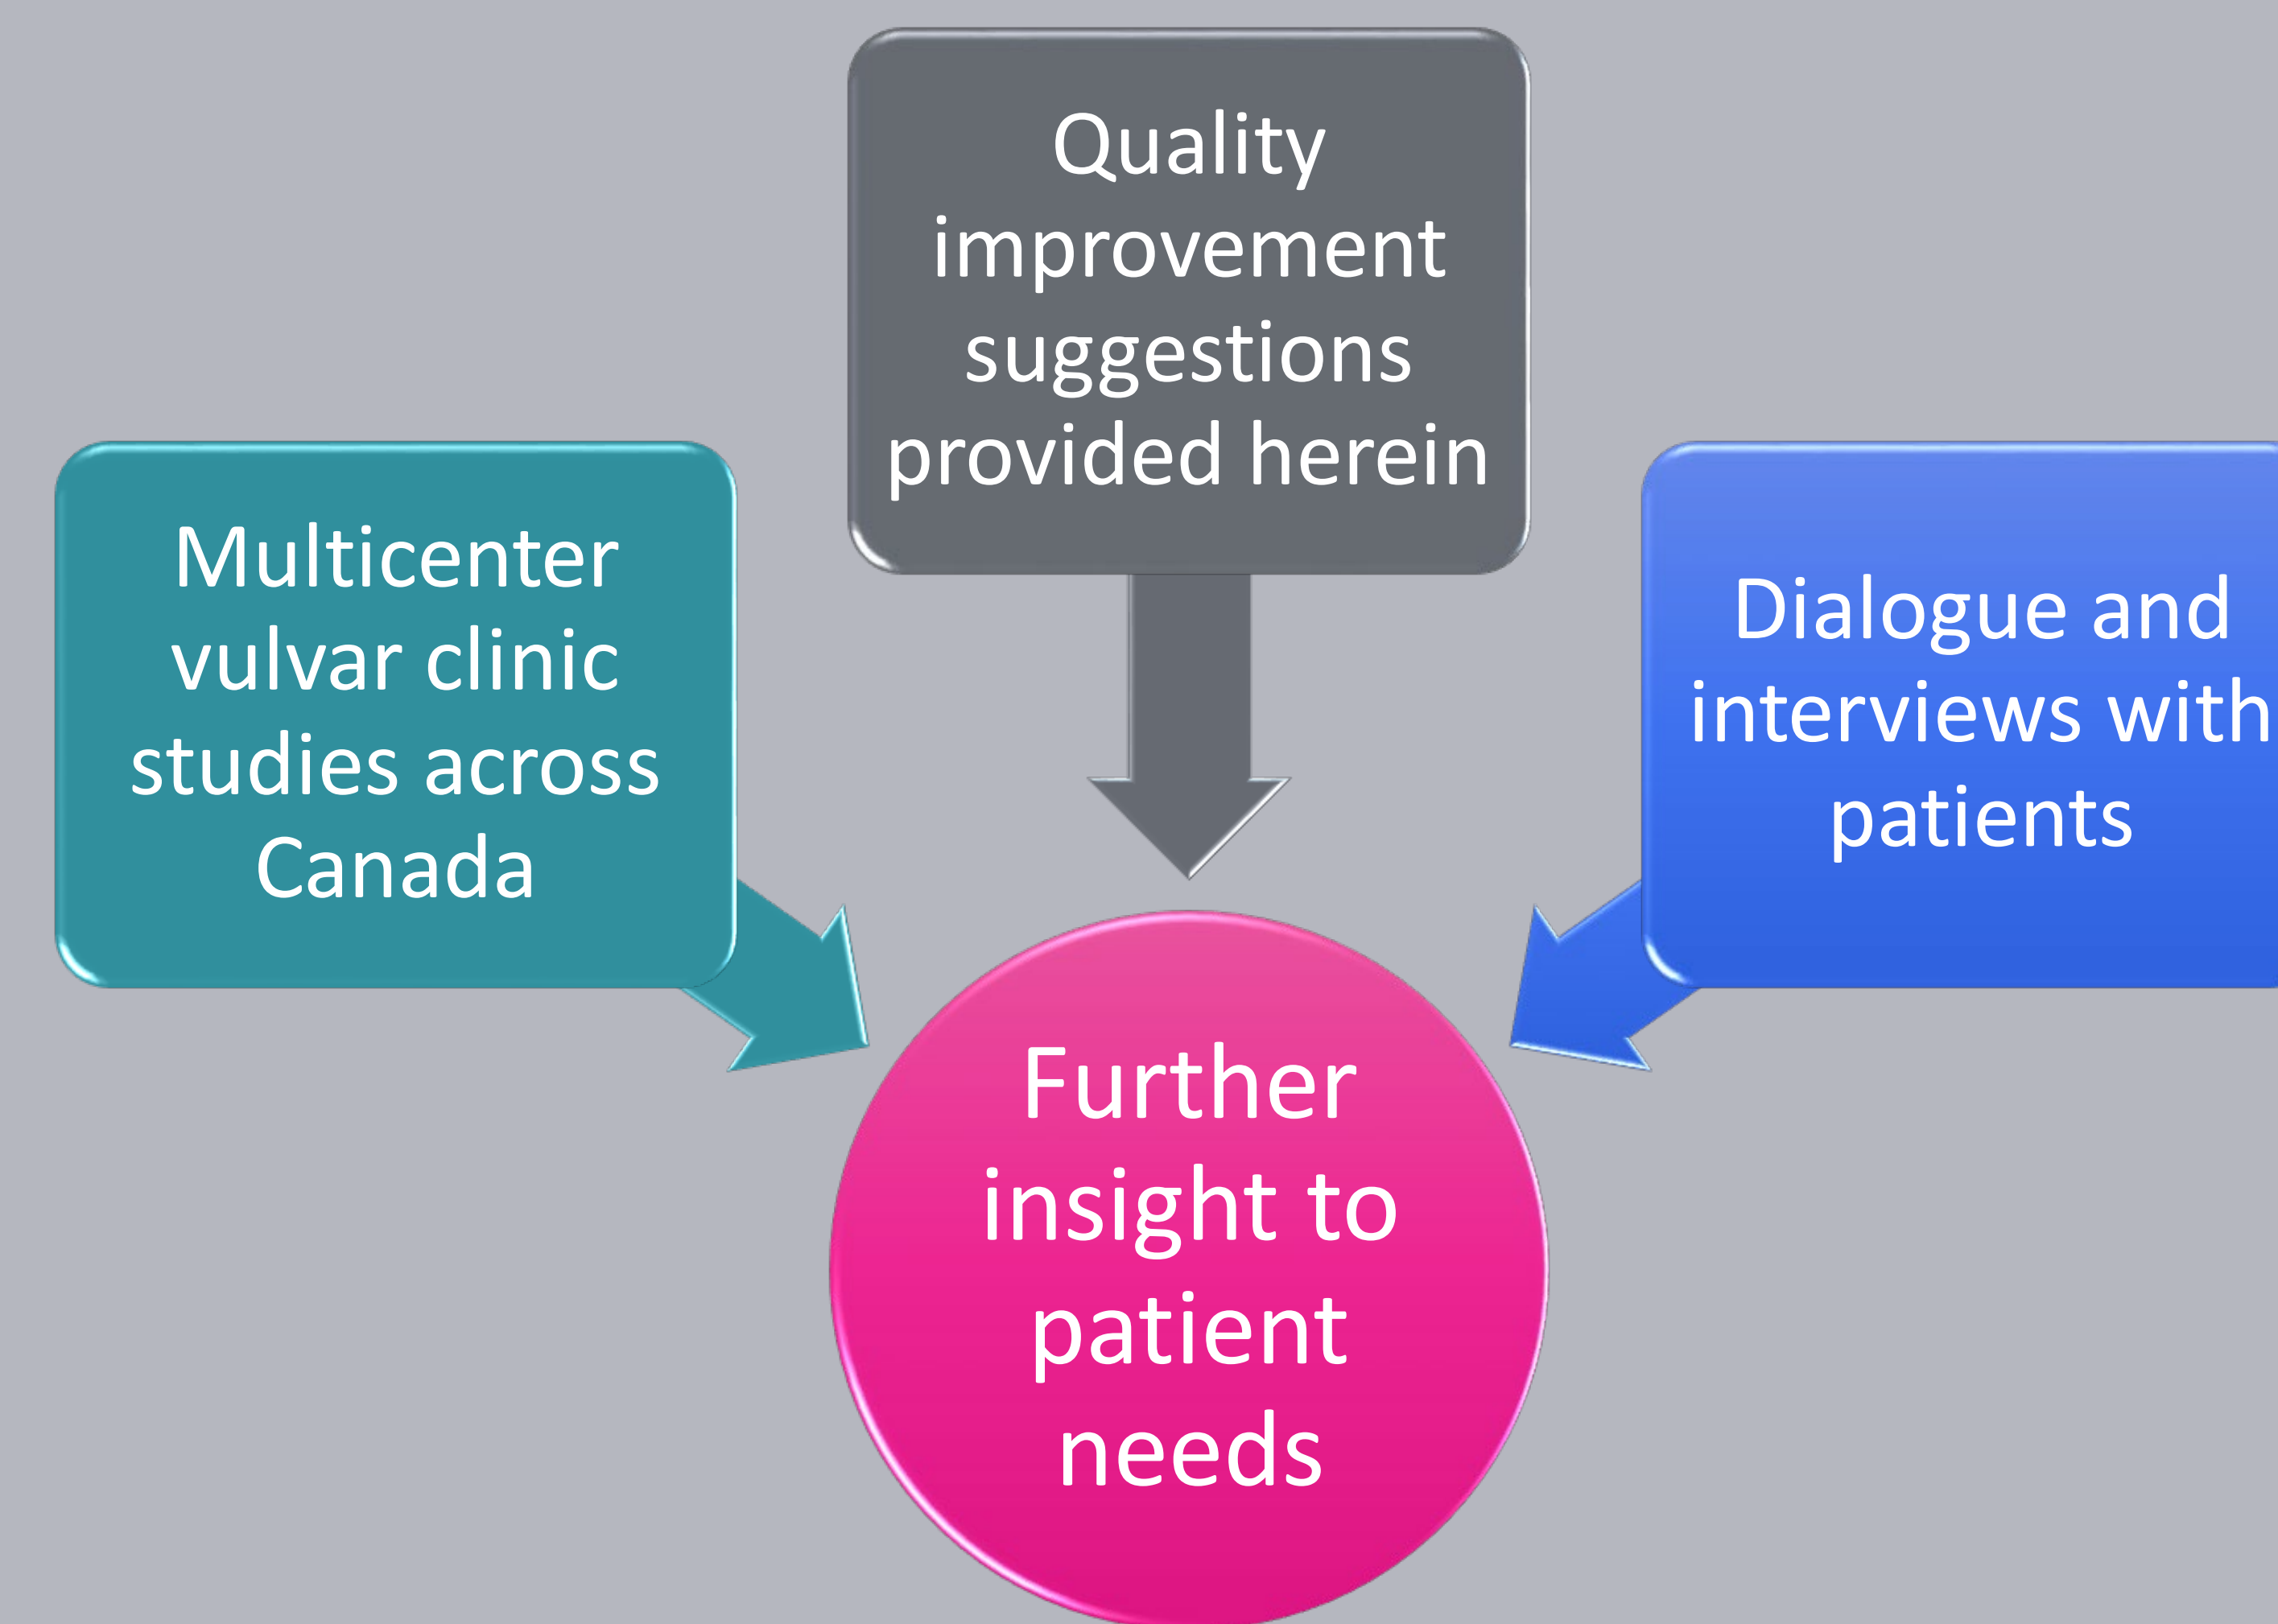 Quality
improvement
suggestions
provided herein
Multicenter
vulvar clinic
studies across
Canada
Dialogue and
interviews with
patients
Further
insight to
patient
needs